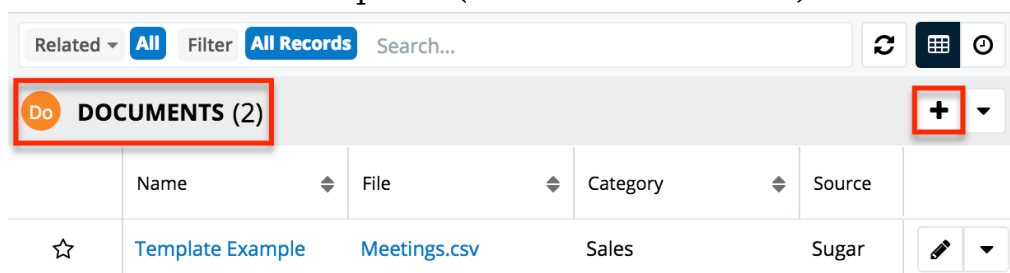 Related All Filter All Records Search...
Do DOCUMENTS (2)
Name File Category Source
Template Example Meetings.csv Sales Sugar